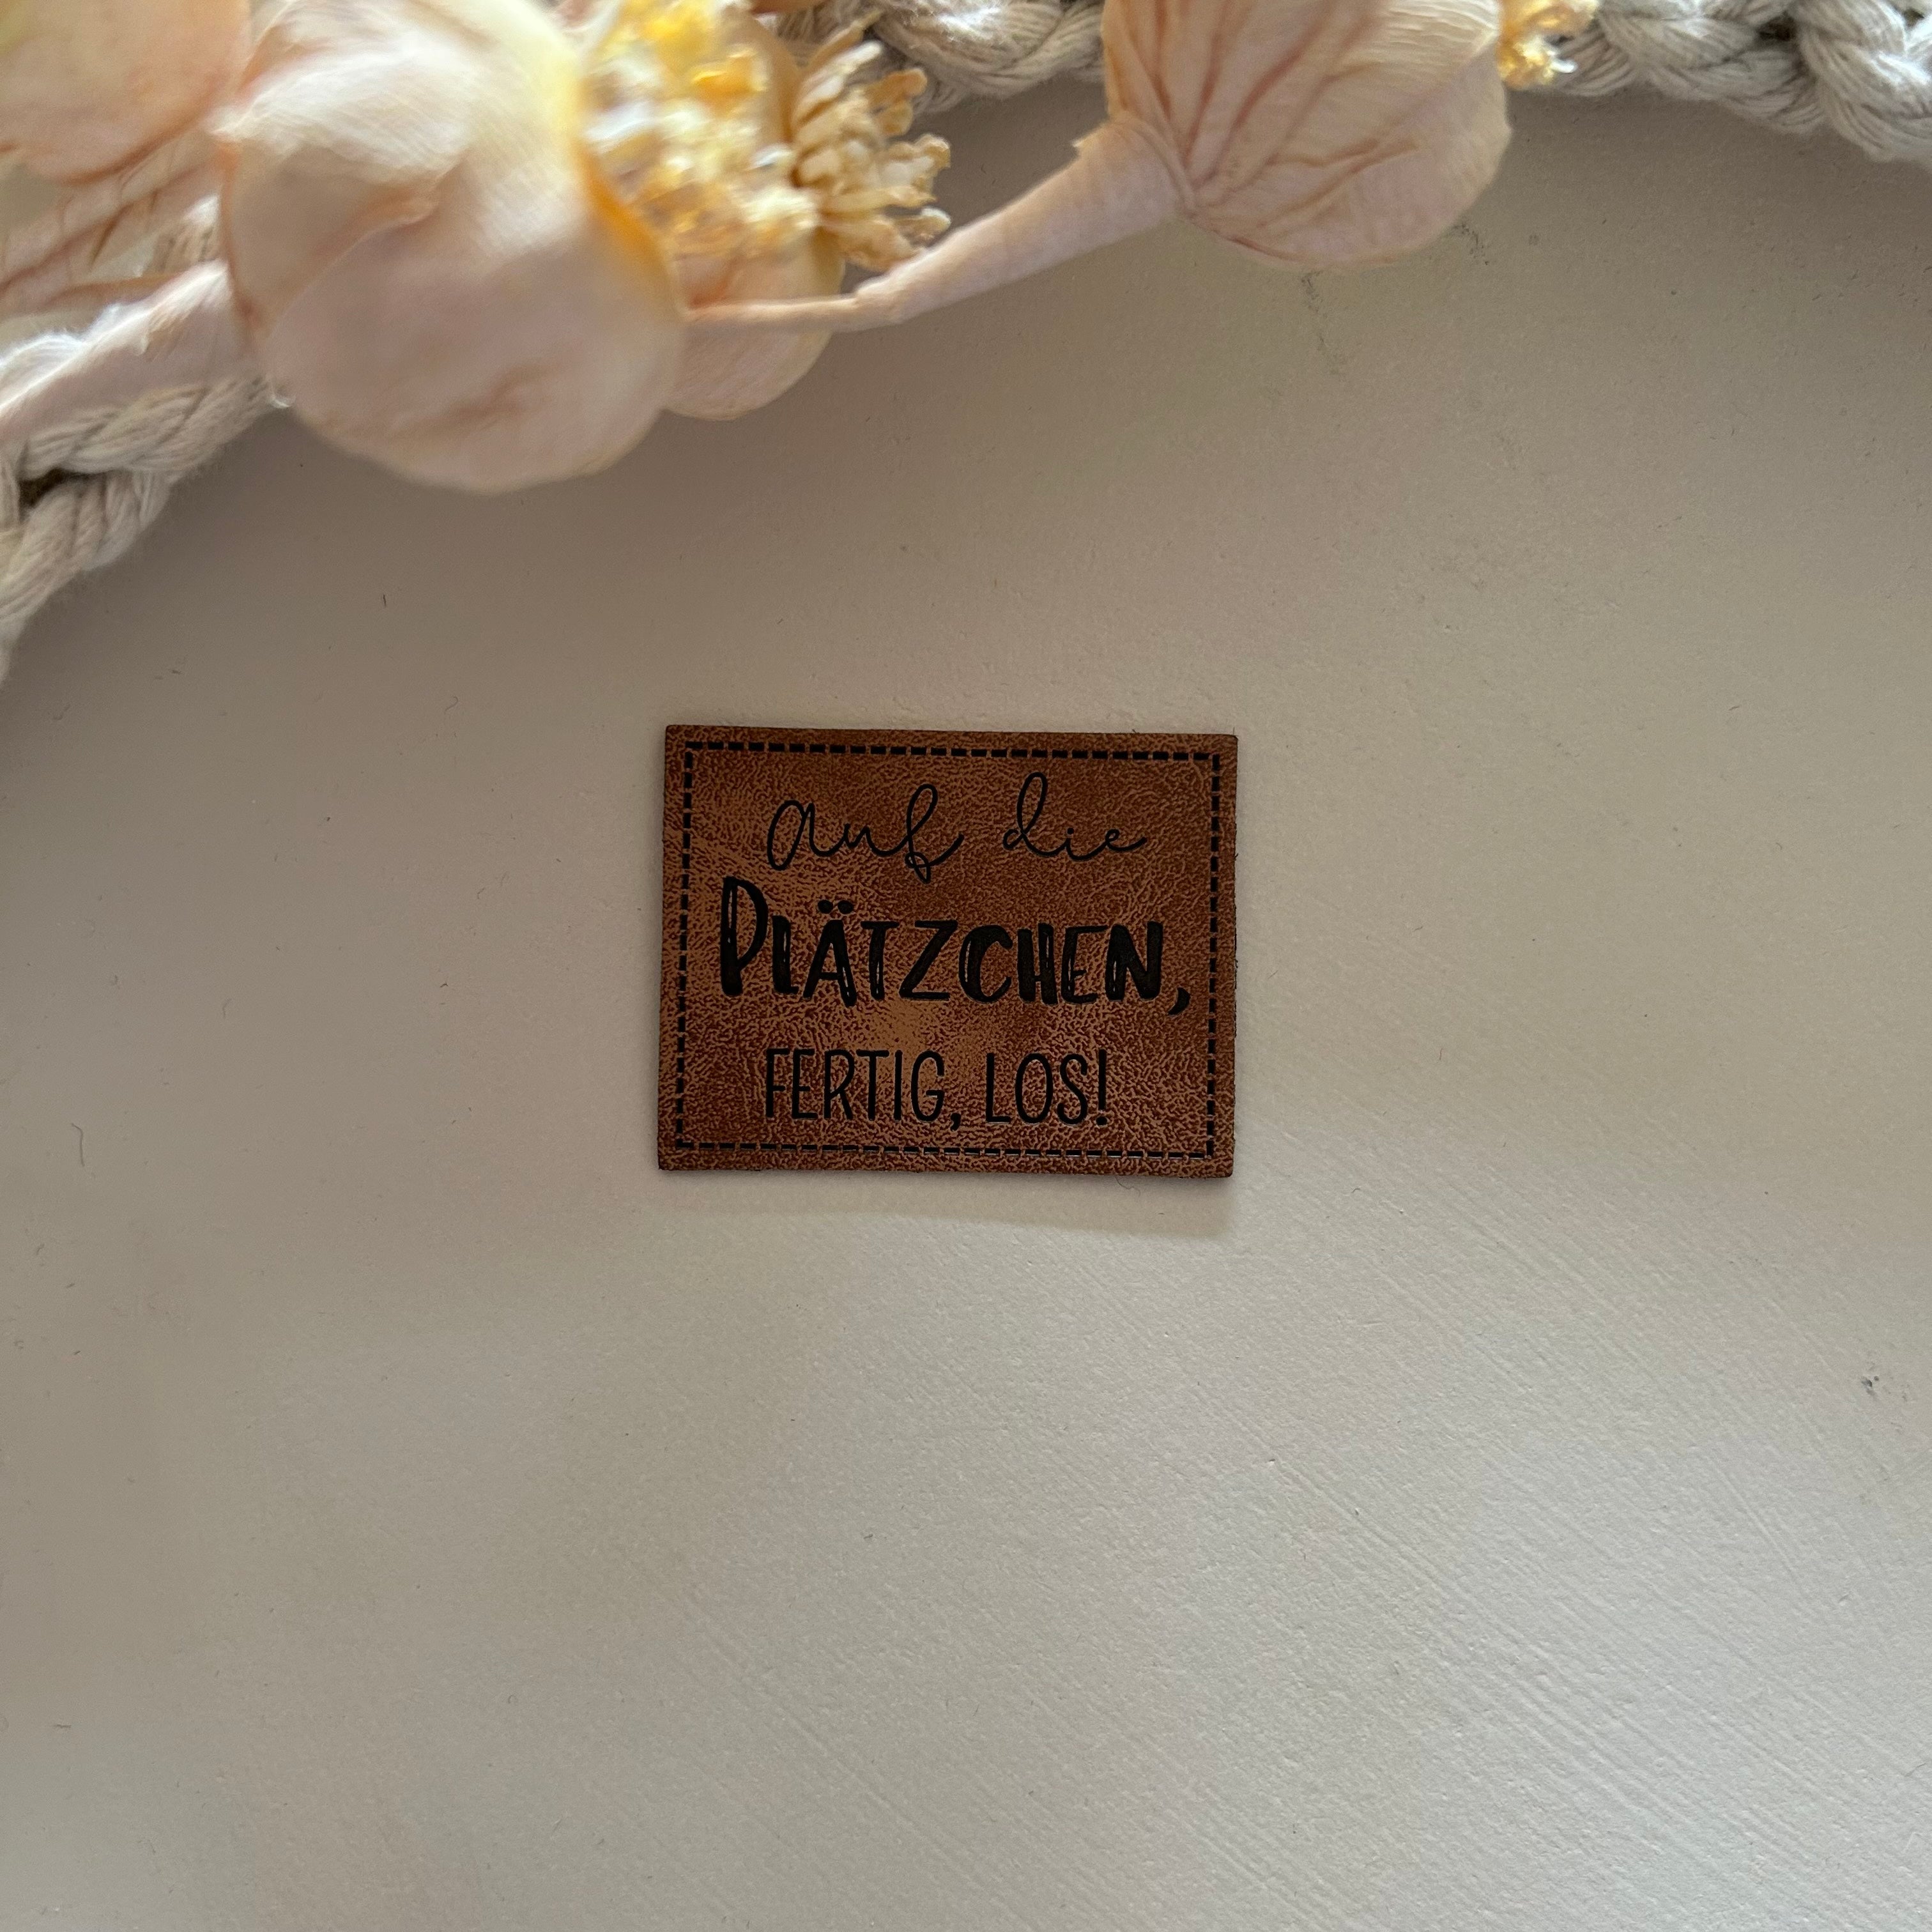 auf die
PLÄTZCHEN,
FERTIG, LOS!